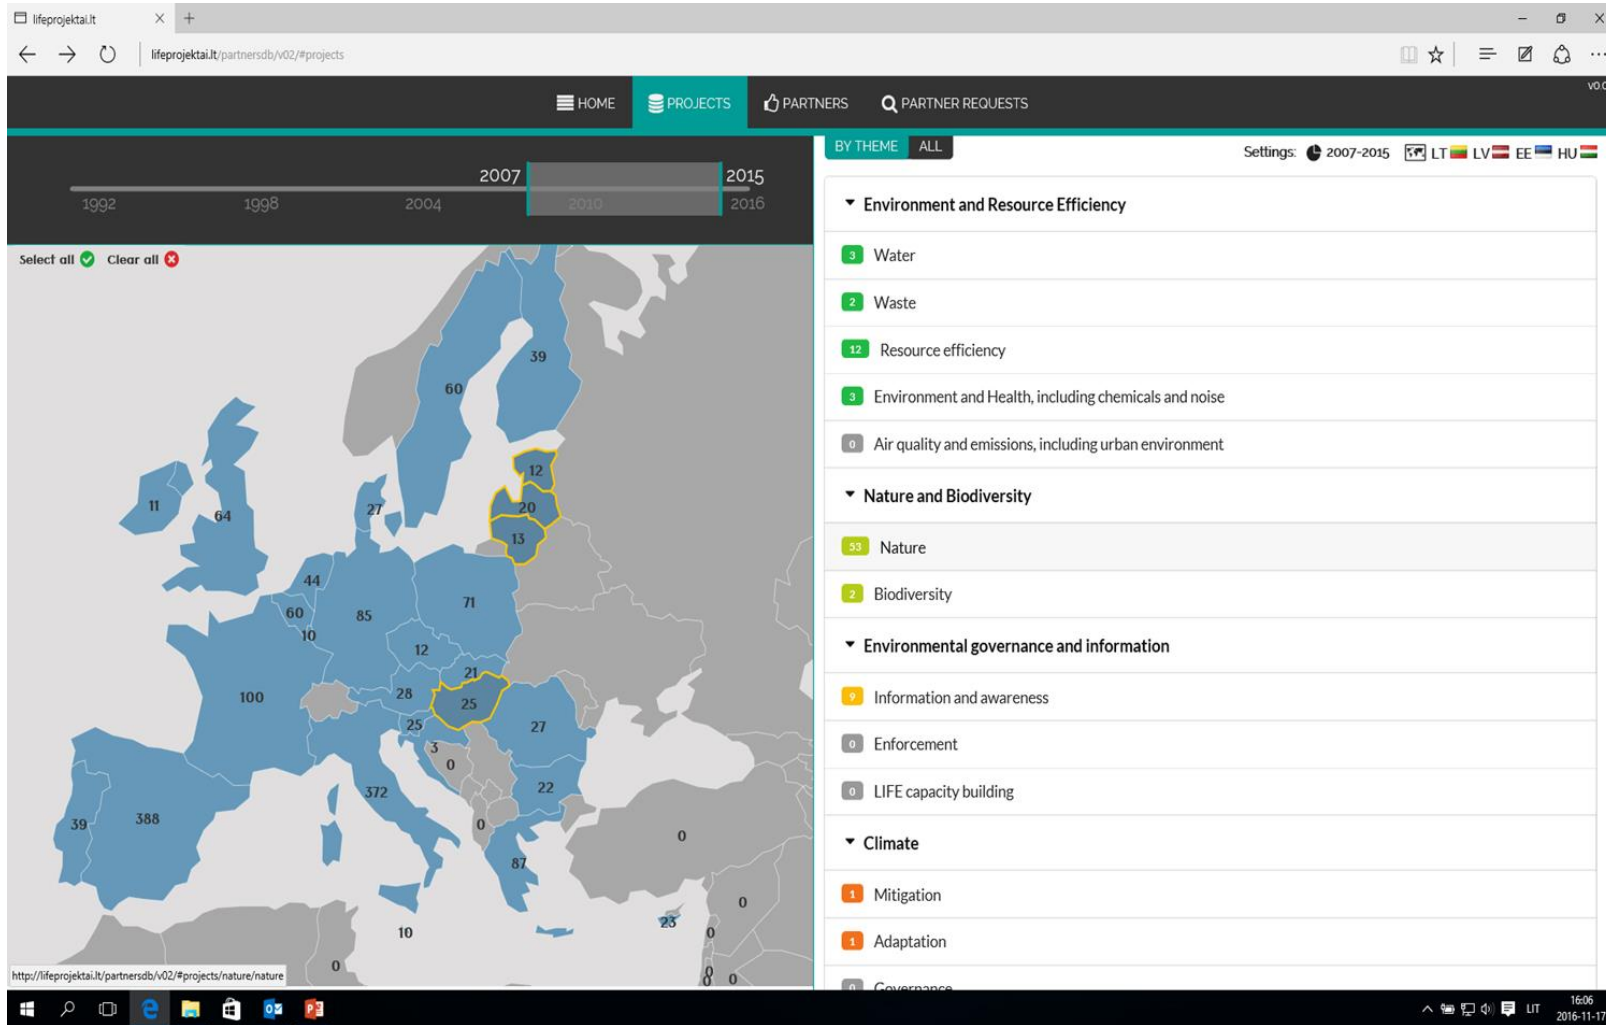 lifeprojektai.lt
lifeprojektai.lt/partnersdb/v02/#projects
HOME PROJECTS PARTNERS PARTNER REQUESTS
2007 2015
1992 1998 2004 2010 2016
Select all Clear all
39
60
12
20
13
27
11
64
44
60
10
85
71
12
21
28
25
100
25
27
3
0
22
372
388
39
0
0
87
0
23
0
10
0
0
0
http://lifeprojektai.lt/partnersdb/v02/#projects/nature/nature
BY THEME ALL
Settings: 2007-2015 LT LV EE HU
Environment and Resource Efficiency
3 Water
2 Waste
12 Resource efficiency
3 Environment and Health, including chemicals and noise
0 Air quality and emissions, including urban environment
Nature and Biodiversity
53 Nature
2 Biodiversity
Environmental governance and information
9 Information and awareness
0 Enforcement
0 LIFE capacity building
Climate
1 Mitigation
1 Adaptation
0 Governance
LIT
16:06
2016-11-17